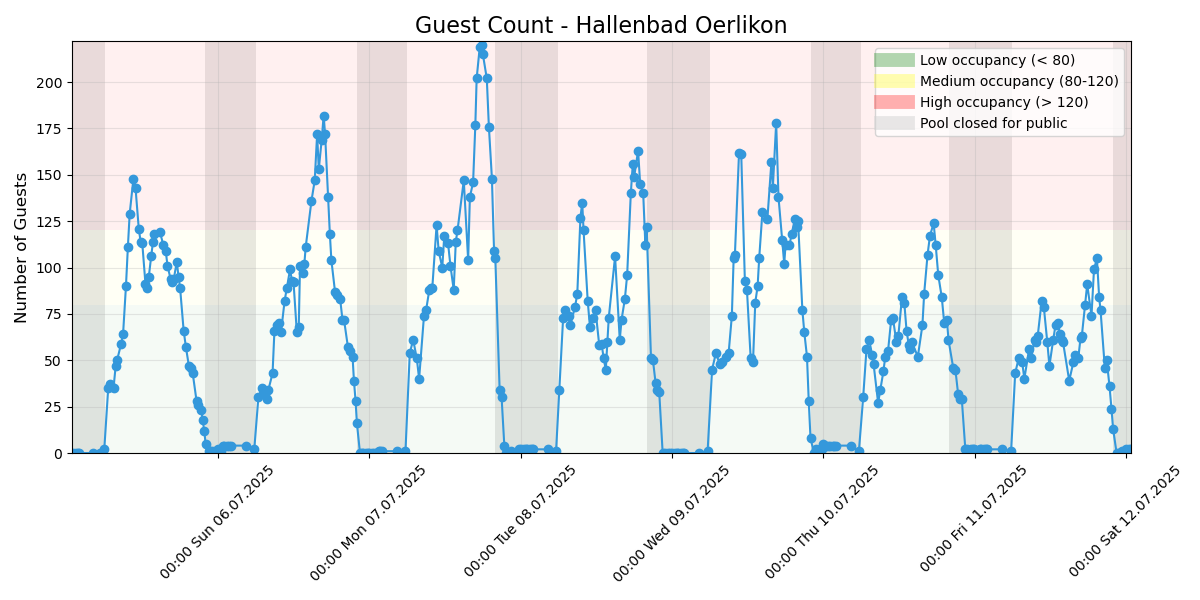 Guest Count - Hallenbad Oerlikon
Low occupancy (< 80)
Medium occupancy (80-120)
High occupancy (> 120)
Pool closed for public
Number of Guests
200
175
150
125
100
75
50
25
0
00:00 Sun 06.07.2025
00:00 Mon 07.07.2025
00:00 Tue 08.07.2025
00:00 Wed 09.07.2025
00:00 Thu 10.07.2025
00:00 Fri 11.07.2025
00:00 Sat 12.07.2025